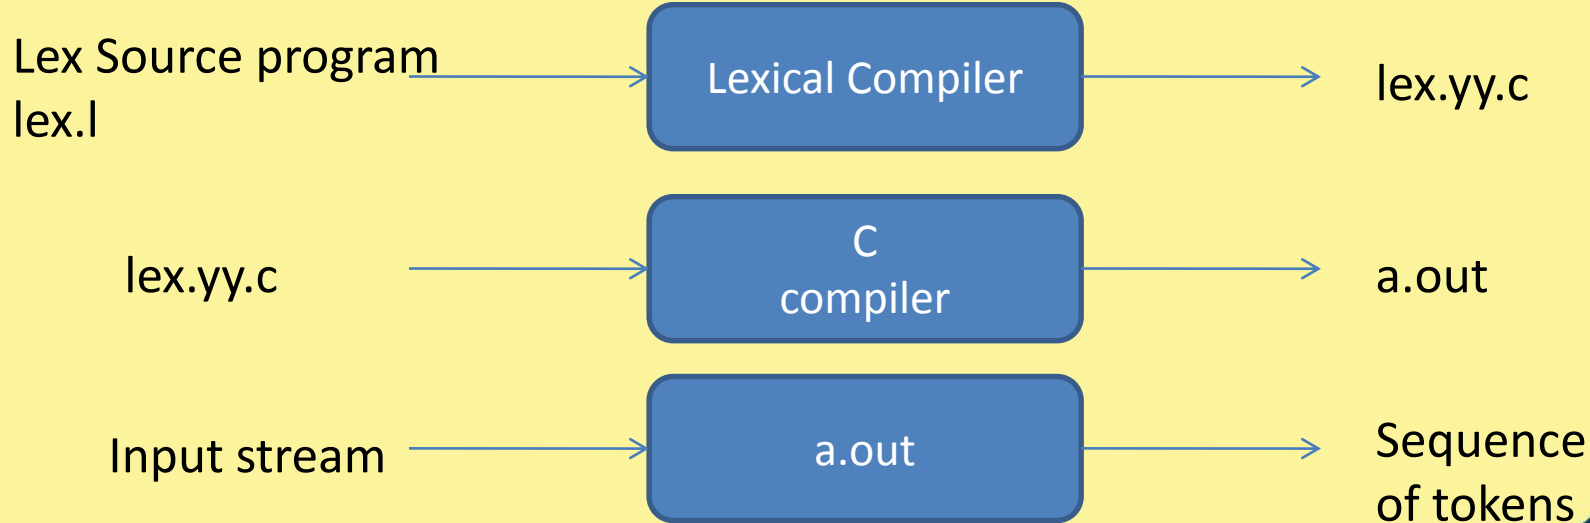 Lex Source program
lex.l
Lexical Compiler
lex.yy.c
lex.yy.c
C
compiler
a.out
Input stream
a.out
Sequence
of tokens